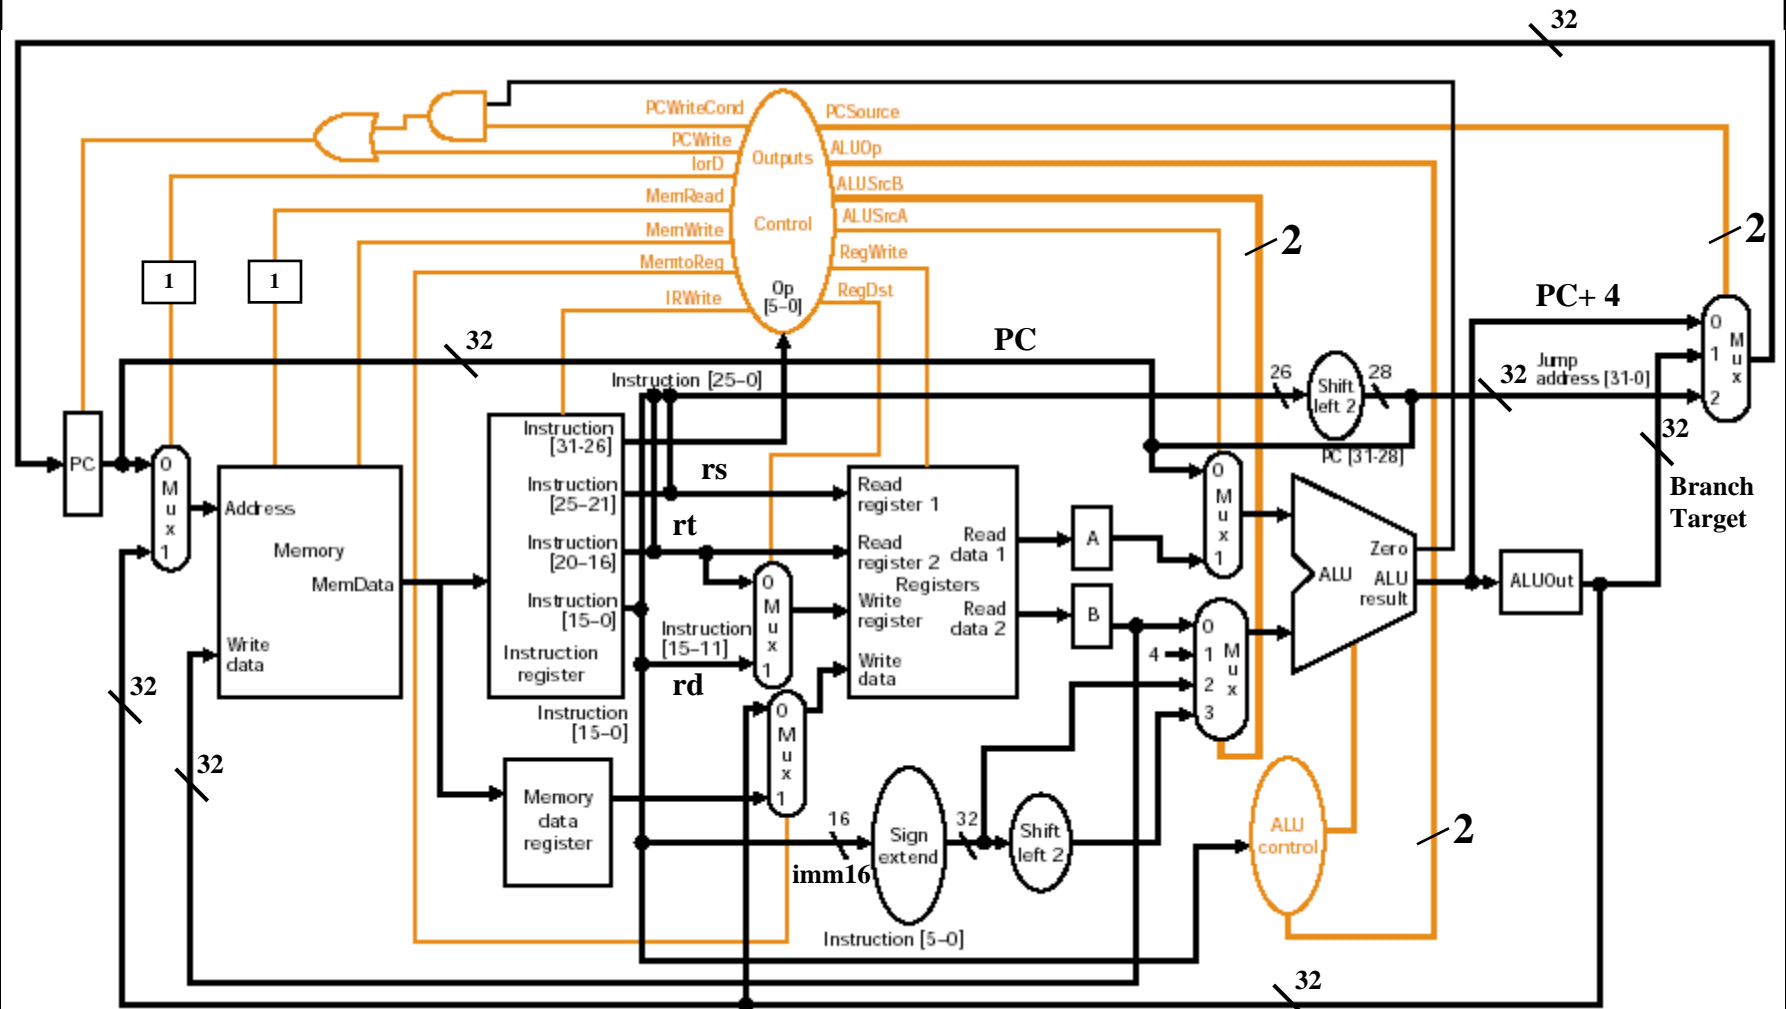 32
PCWriteCond
PCSource
PCWrite
ALUOp
IorD
Outputs
ALUSrcB
MemRead
ALUSrcA
MemWrite
Control
RegWrite
MemtoReg
RegDst
IRWrite
Op
[5-0]
1
1
2
2
PC+ 4
32
PC
Instruction [25-0]
26
Shift
left 2
28
32
Jump
address [31-0]
0
1
2
M
u
x
PC [31-28]
32
Branch
Target
PC
0
M
u
x
1
Address
Memory
MemData
Write
data
Instruction
[31-26]
Instruction
[25-21]
Instruction
[20-16]
Instruction
[15-0]
Instruction
register
rs
rt
Instruction
[15-11]
rd
0
M
u
x
1
Read
register 1
Read
register 2
Registers
Write
register
Write
data
Read
data 1
Read
data 2
A
B
0
M
u
x
1
0
4
1
2
3
M
u
x
Zero
ALU
ALU
result
ALUOut
32
32
Instruction
[15-0]
Memory
data
register
0
M
u
x
1
16
imm16
Sign
extend
32
Shift
left 2
ALU
control
2
Instruction [5-0]
32